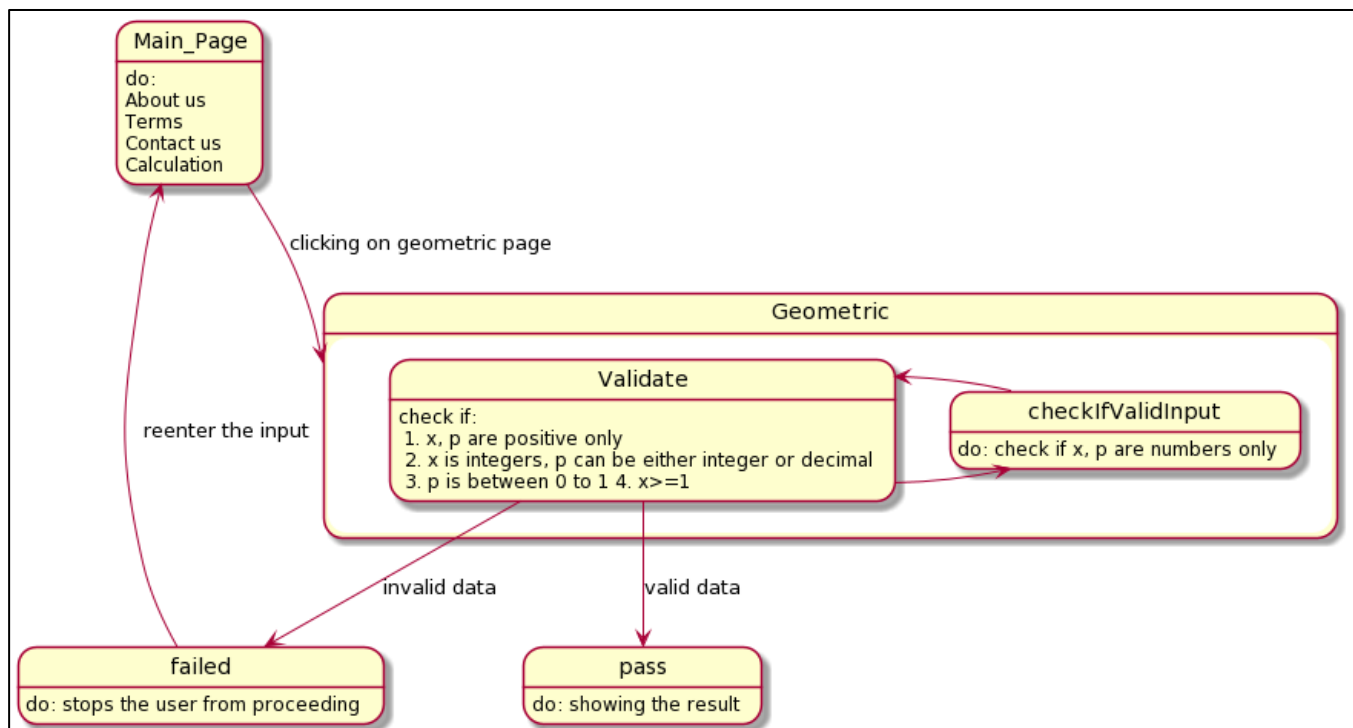 Main_Page
do:
About us
Terms
Contact us
Calculation
clicking on geometric page
Geometric
Validate
check if:
1. x, p are positive only
2. x is integers, p can be either integer or decimal
3. p is between 0 to 1 4. x>=1
checkIfValidInput
do: check if x, p are numbers only
reenter the input
invalid data
valid data
failed
do: stops the user from proceeding
pass
do: showing the result